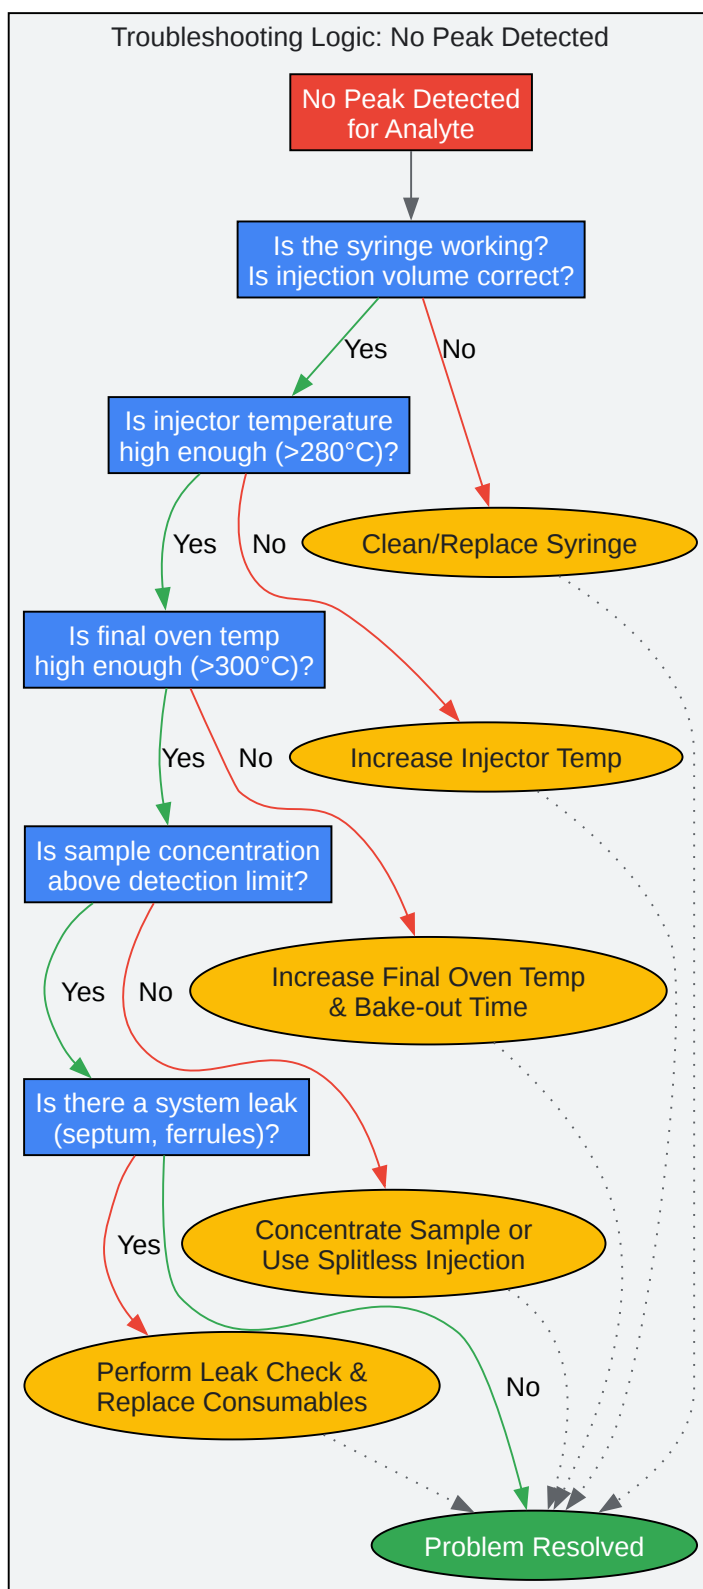 Troubleshooting Logic: No Peak Detected
No Peak Detected
for Analyte
Is the syringe working?
Is injection volume correct?
Yes
No
Is injector temperature
high enough (>280°C)?
Yes
No
Clean/Replace Syringe
Is final oven temp
high enough (>300°C)?
Yes
No
Increase Injector Temp
Is sample concentration
above detection limit?
Yes
No
Increase Final Oven Temp
& Bake-out Time
Is there a system leak
(septum, ferrules)?
Yes
Concentrate Sample or
Use Splitless Injection
Perform Leak Check &
Replace Consumables
No
Problem Resolved